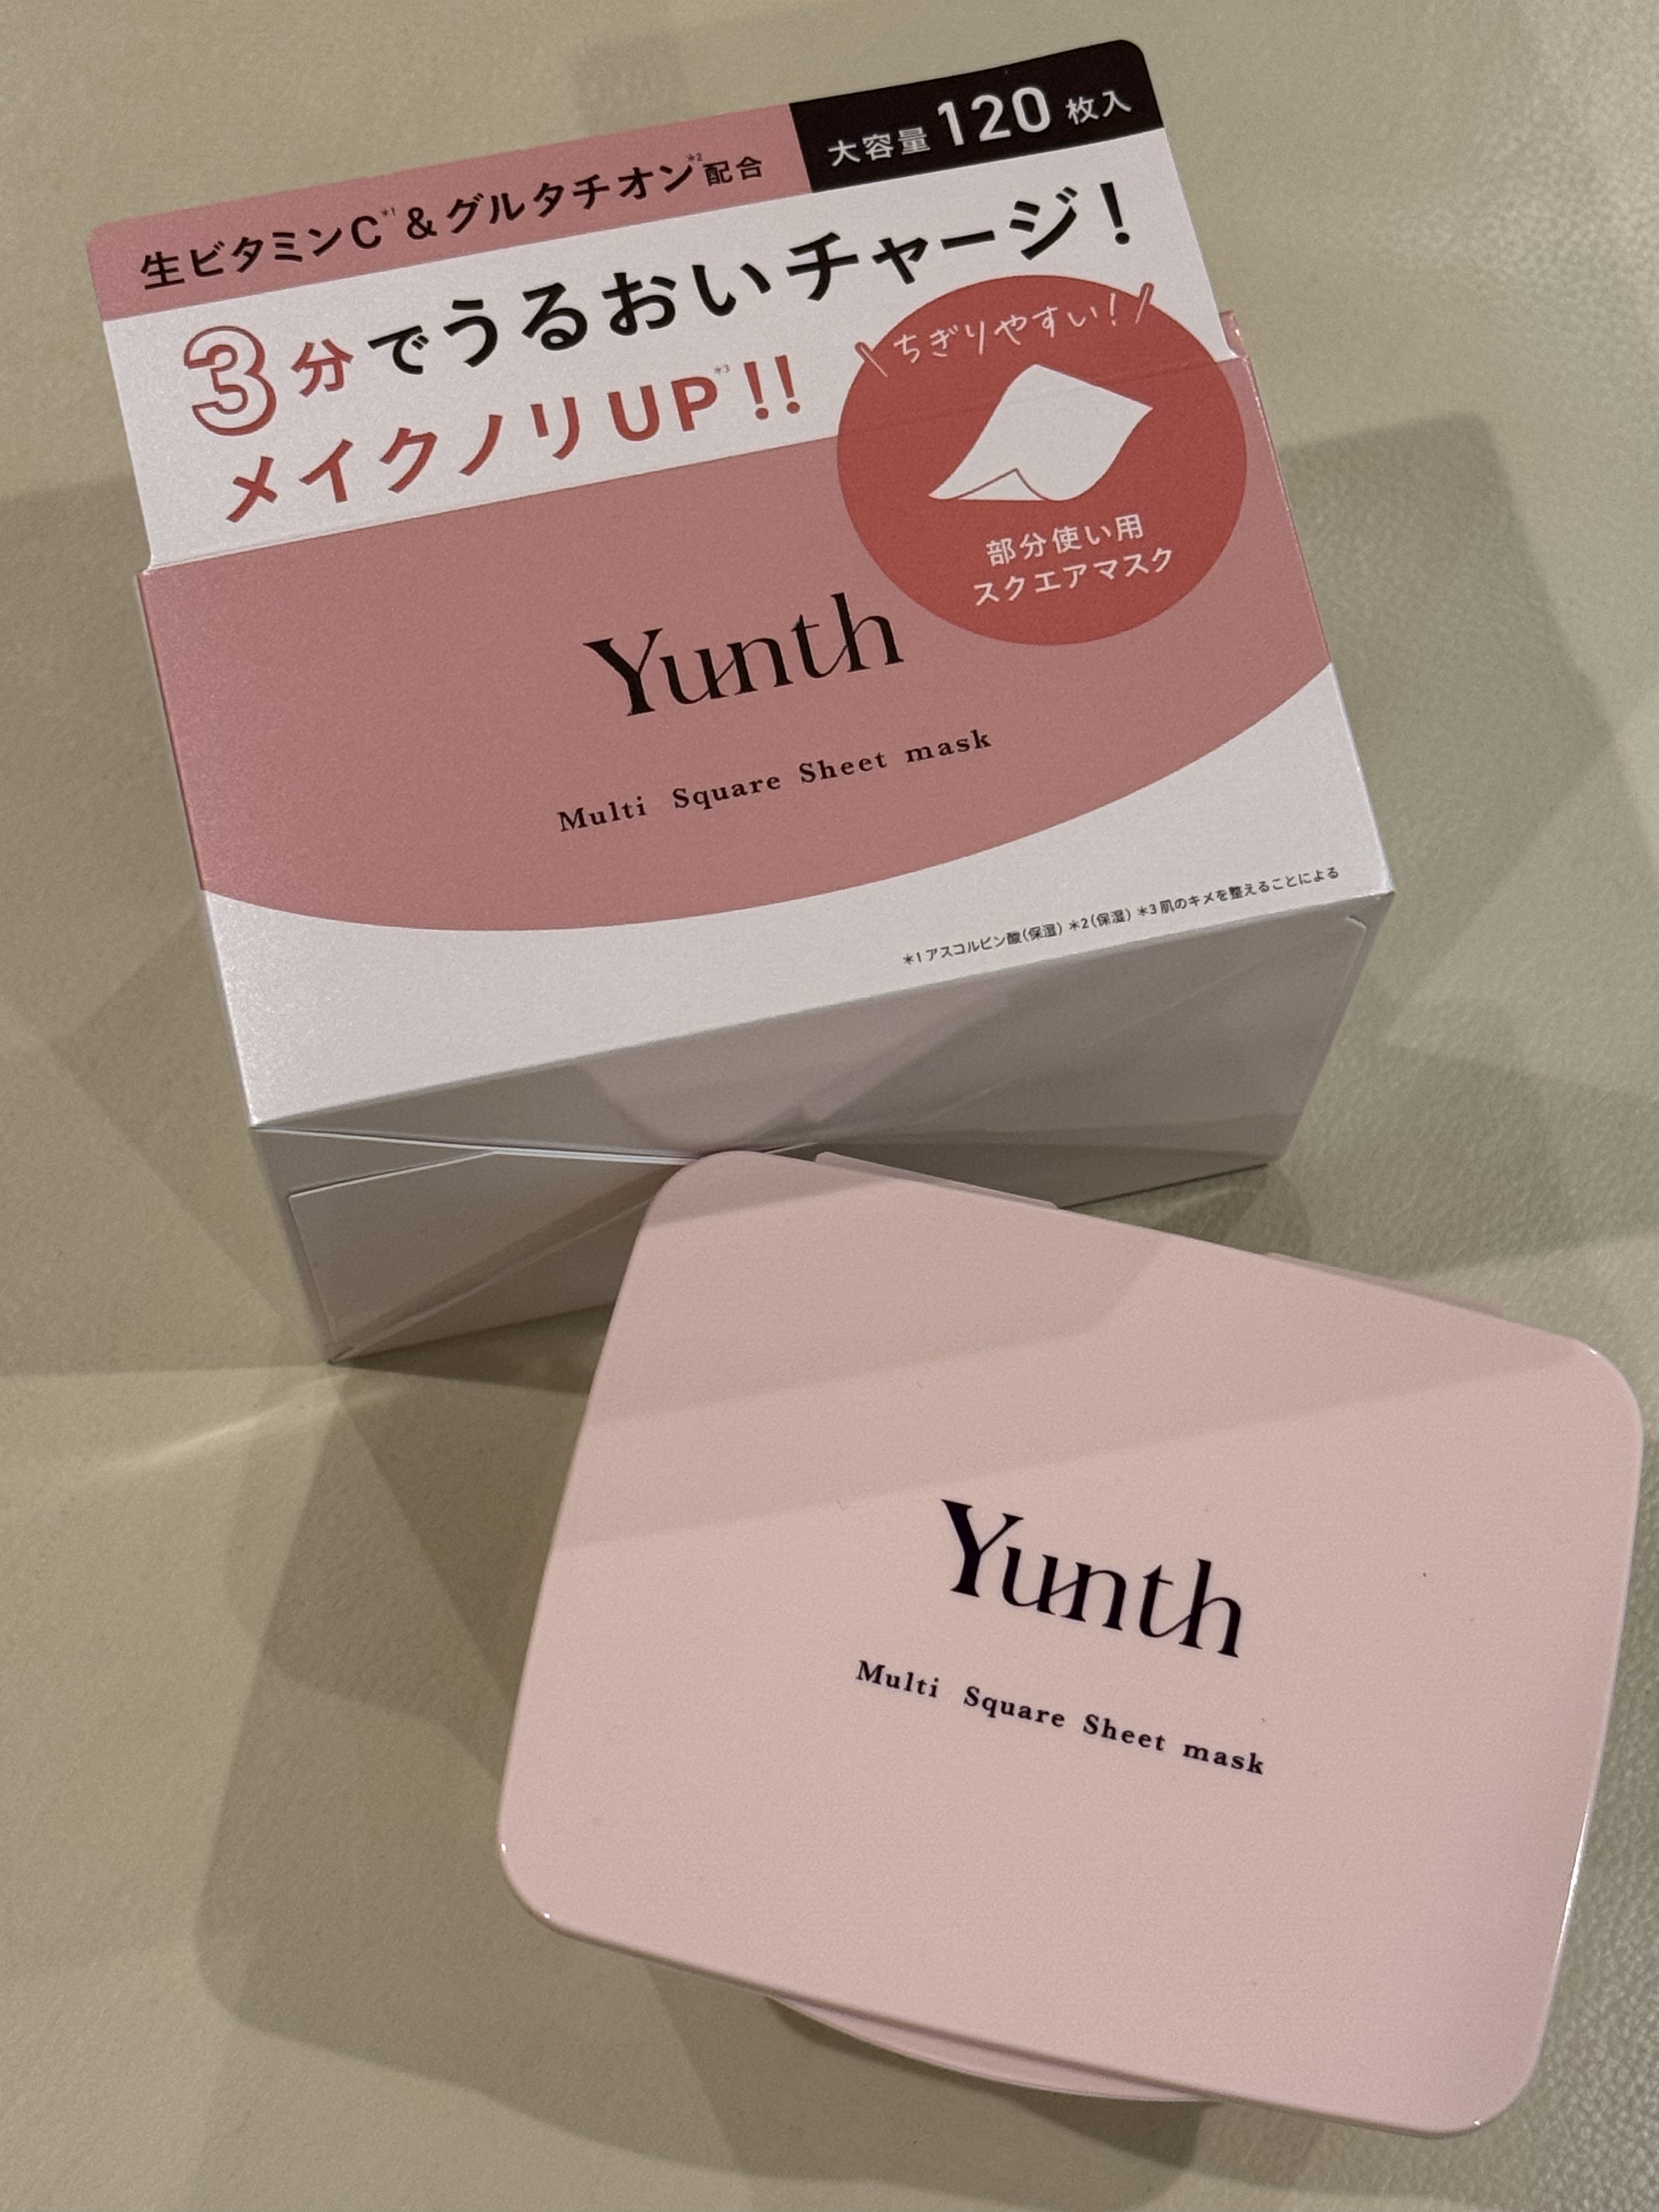 生ビタミンC*1&グルタチオン*2配合
大容量120枚入
3分でうるおいチャージ!
メイクノリUP*3!!
ちぎりやすい!
部分使い用
スクエアマスク
Yunth
Multi Square Sheet mask
*1アスコルビン酸(保湿) *2(保湿) *3肌のキメを整えることによる
Yunth
Multi Square Sheet mask